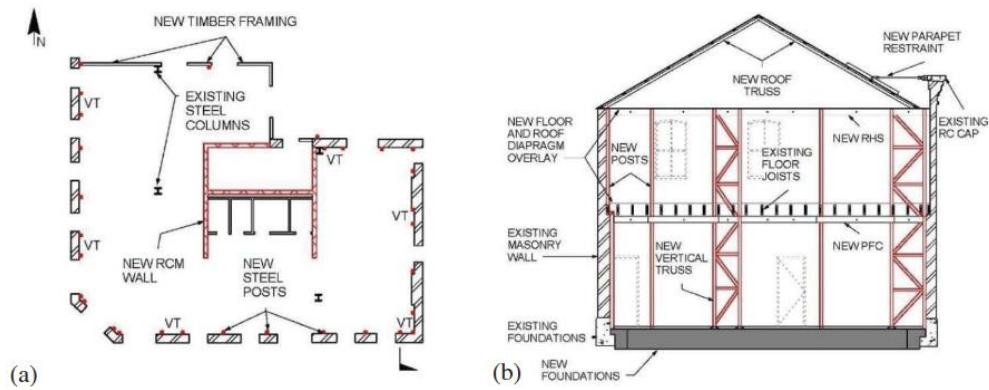 NEW TIMBER FRAMING
N
VT
EXISTING
STEEL
COLUMNS
VT
VT
VT
NEW RCM
WALL
NEW
STEEL
POSTS
VT
VT
(a)
NEW PARAPET
RESTRAINT
NEW ROOF
TRUSS
NEW FLOOR
AND ROOF
DIAPRAGM
OVERLAY
NEW
POSTS
EXISTING
FLOOR
JOISTS
NEW RHS
EXISTING
RC CAP
EXISTING
MASONRY
WALL
NEW
VERTICAL
TRUSS
NEW PFC
EXISTING
FOUNDATIONS
NEW
FOUNDATIONS
(b)